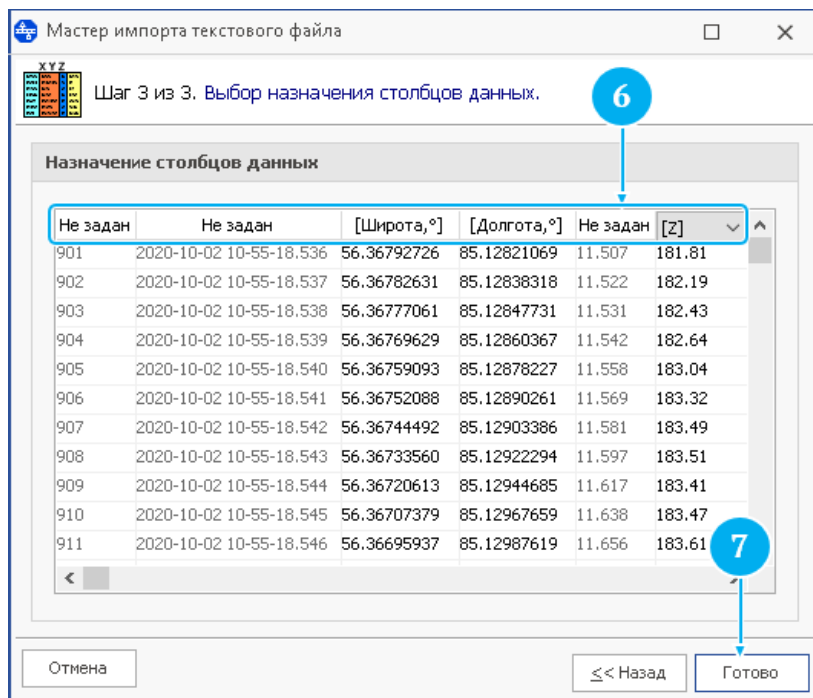 Мастер импорта текстового файла
X Y Z
Шаг 3 из 3. Выбор назначения столбцов данных.
6
Назначение столбцов данных
Не задан Не задан [Широта,°] [Долгота,°] Не задан [Z]
901 2020-10-02 10-55-18.536 56.36792726 85.12821069 11.507 181.81
902 2020-10-02 10-55-18.537 56.36782631 85.12838318 11.522 182.19
903 2020-10-02 10-55-18.538 56.36777061 85.12847731 11.531 182.43
904 2020-10-02 10-55-18.539 56.36769629 85.12860367 11.542 182.64
905 2020-10-02 10-55-18.540 56.36759093 85.12878227 11.558 183.04
906 2020-10-02 10-55-18.541 56.36752088 85.12890261 11.569 183.32
907 2020-10-02 10-55-18.542 56.36744492 85.12903386 11.581 183.49
908 2020-10-02 10-55-18.543 56.36733560 85.12922294 11.597 183.51
909 2020-10-02 10-55-18.544 56.36720613 85.12944685 11.617 183.41
910 2020-10-02 10-55-18.545 56.36707379 85.12967659 11.638 183.47
911 2020-10-02 10-55-18.546 56.36695937 85.12987619 11.656 183.61
7
Отмена << Назад Готово